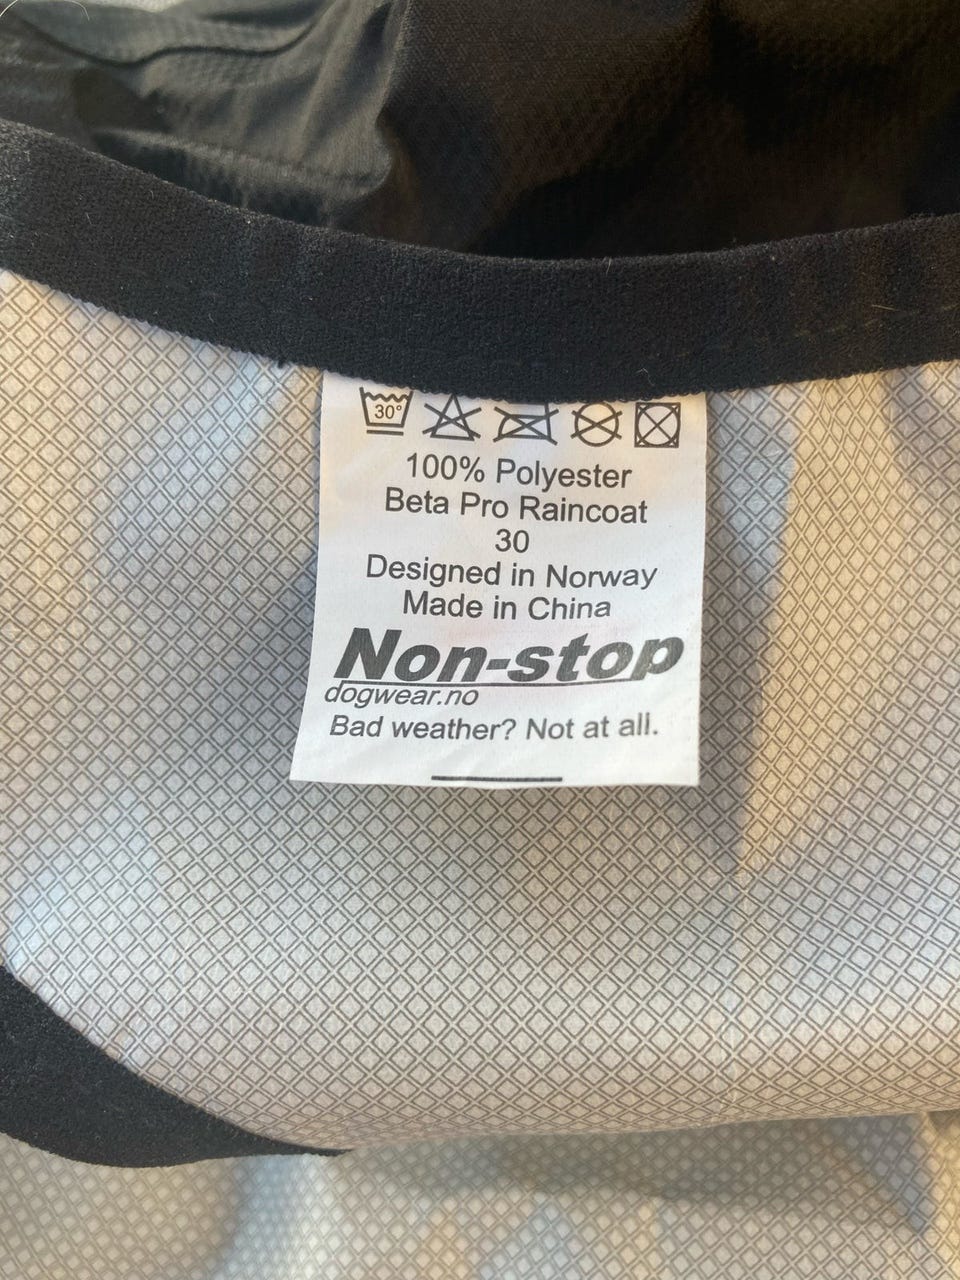 30°
100% Polyester
Beta Pro Raincoat
30
Designed in Norway
Made in China
Non-stop
dogwear.no
Bad weather? Not at all.